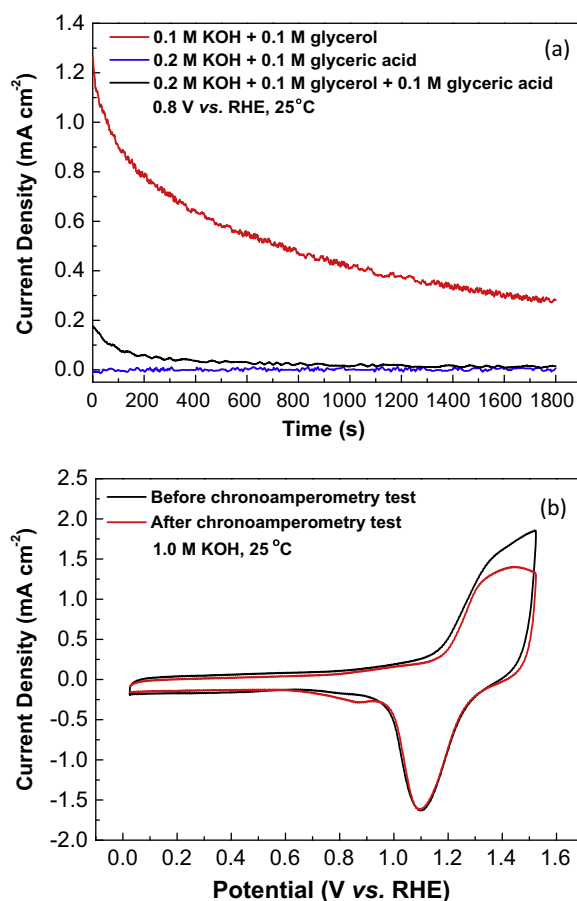 (a)
0.1 M KOH + 0.1 M glycerol
0.2 M KOH + 0.1 M glyceric acid
0.2 M KOH + 0.1 M glycerol + 0.1 M glyceric acid
0.8 V vs. RHE, 25°C
Current Density (mA cm-2)
1.4
1.2
1.0
0.8
0.6
0.4
0.2
0.0
0 200 400 600 800 1000 1200 1400 1600 1800
Time (s)
(b)
Before chronoamperometry test
After chronoamperometry test
1.0 M KOH, 25 °C
Current Density (mA cm-2)
2.5
2.0
1.5
1.0
0.5
0.0
-0.5
-1.0
-1.5
-2.0
0.0 0.2 0.4 0.6 0.8 1.0 1.2 1.4 1.6
Potential (V vs. RHE)